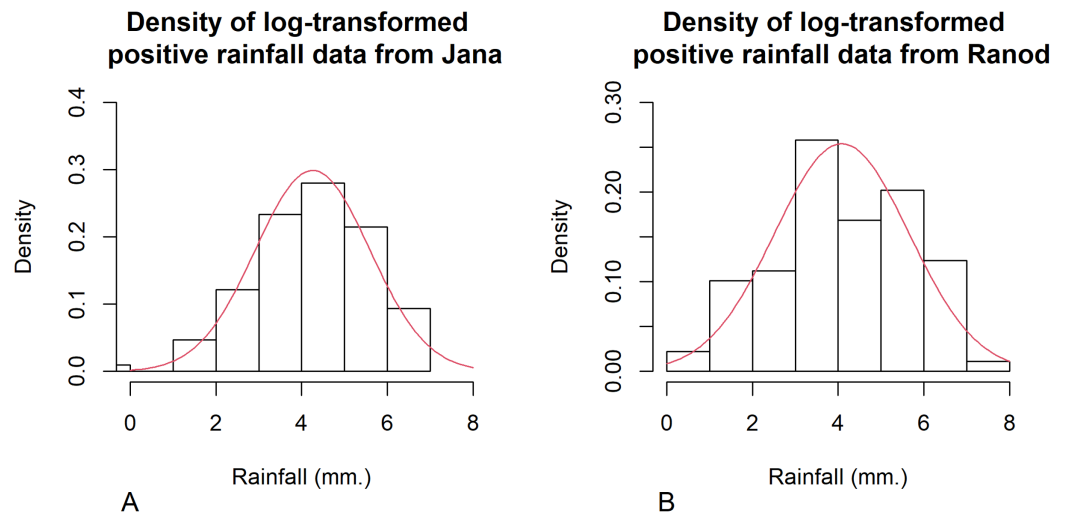 Density of log-transformed
positive rainfall data from Jana
Density
0.0 0.1 0.2 0.3 0.4
0 2 4 6 8
Rainfall (mm.)
A
Density of log-transformed
positive rainfall data from Ranod
Density
0.00 0.10 0.20 0.30
0 2 4 6 8
Rainfall (mm.)
B